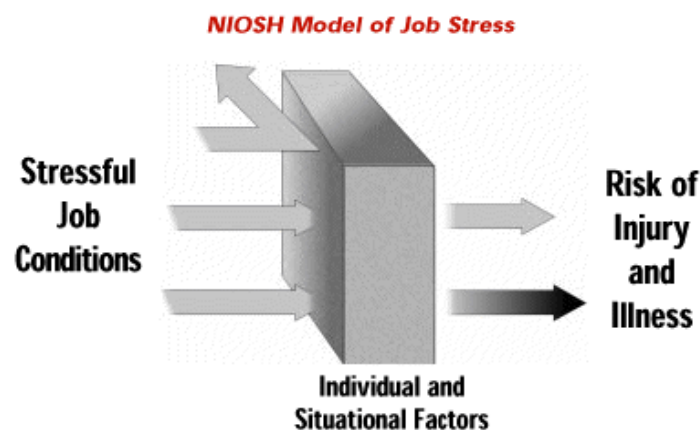 NIOSH Model of Job Stress
Stressful
Job
Conditions
Risk of
Injury
and
Illness
Individual and
Situational Factors